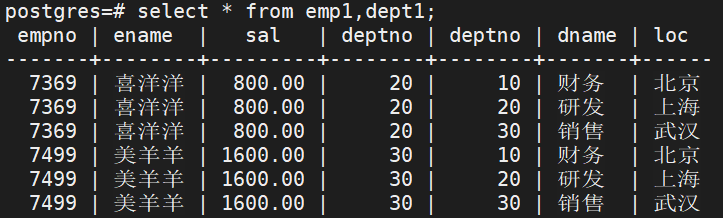 postgres=# select * from emp1,dept1;
 empno | ename  |   sal   | deptno | deptno | dname | loc
-------+--------+---------+--------+--------+-------+------
  7369 | 喜洋洋 |  800.00 |     20 |     10 | 财务  | 北京
  7369 | 喜洋洋 |  800.00 |     20 |     20 | 研发  | 上海
  7369 | 喜洋洋 |  800.00 |     20 |     30 | 销售  | 武汉
  7499 | 美羊羊 | 1600.00 |     30 |     10 | 财务  | 北京
  7499 | 美羊羊 | 1600.00 |     30 |     20 | 研发  | 上海
  7499 | 美羊羊 | 1600.00 |     30 |     30 | 销售  | 武汉